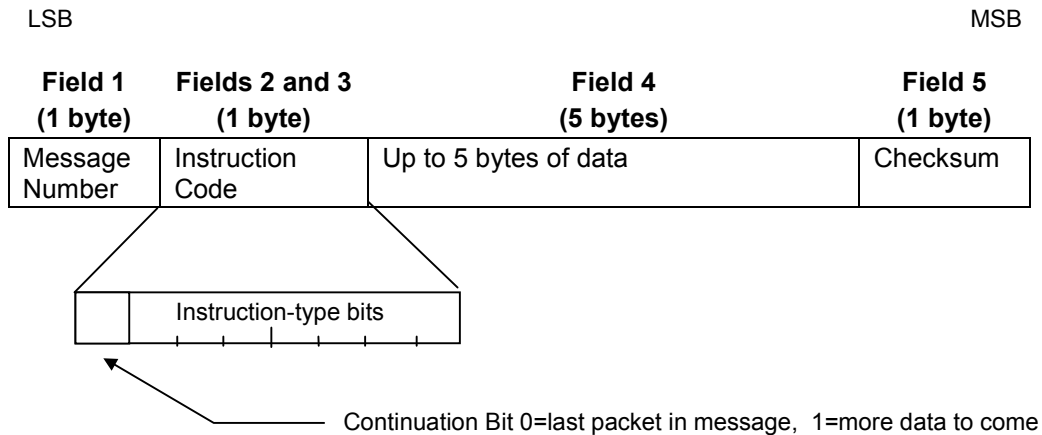 LSB MSB
Field 1 Fields 2 and 3 Field 4 Field 5
(1 byte) (1 byte) (5 bytes) (1 byte)
Message Instruction Up to 5 bytes of data Checksum
Number Code
Instruction-type bits
Continuation Bit 0=last packet in message, 1=more data to come